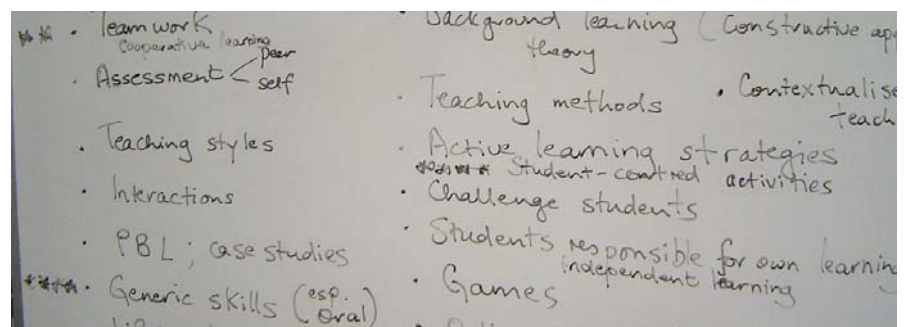 ** • Teamwork
cooperative learning
• Assessment < peer
self
• Teaching styles
• Interactions
• PBL; case studies
**** • Generic skills (esp. oral)
Background learning (Constructive
theory
• Teaching methods
• Contextualise
teach
• Active learning strategies
***** Student-centred activities
• Challenge students
• Students responsible for own learning
independent learning
• Games